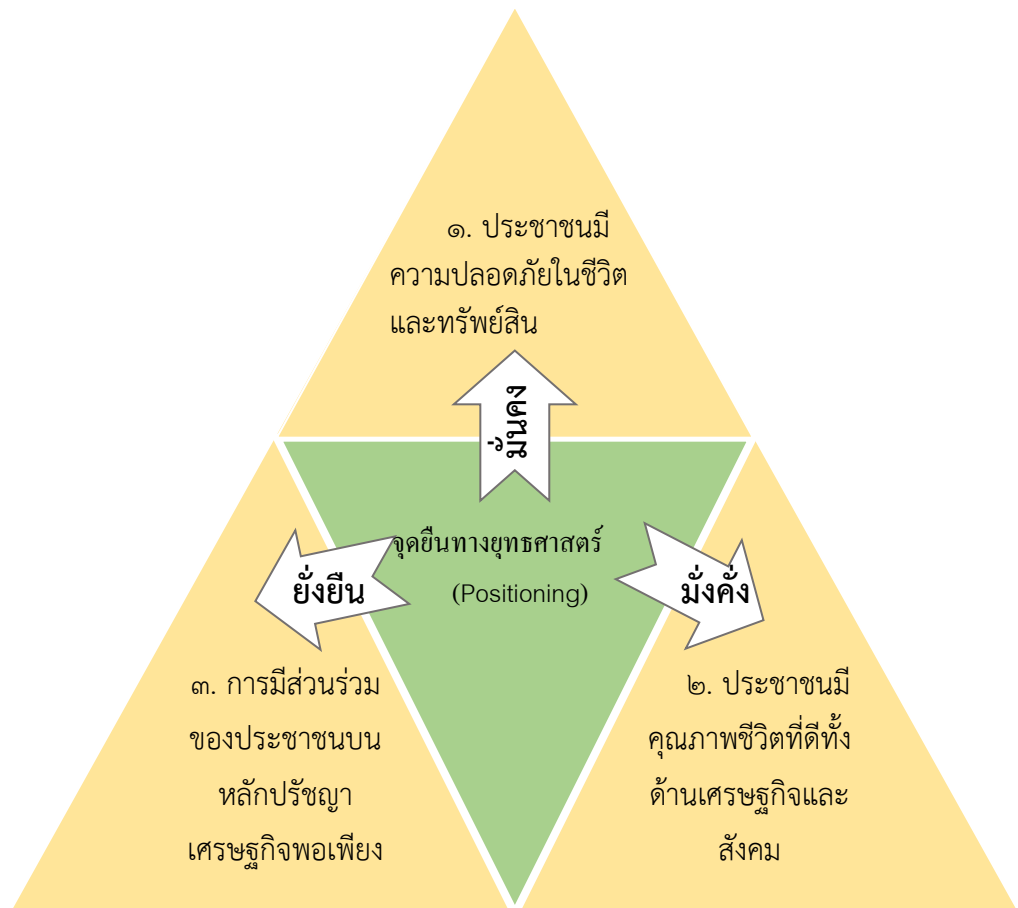 ๑. ประชาชนมี
ความปลอดภัยในชีวิต
และทรัพย์สิน
มั่นคง
จุดยืนทางยุทธศาสตร์
(Positioning)
ยั่งยืน
มั่งคั่ง
๓. การมีส่วนร่วม
ของประชาชนบน
หลักปรัชญา
เศรษฐกิจพอเพียง
๒. ประชาชนมี
คุณภาพชีวิตที่ดีทั้ง
ด้านเศรษฐกิจและ
สังคม